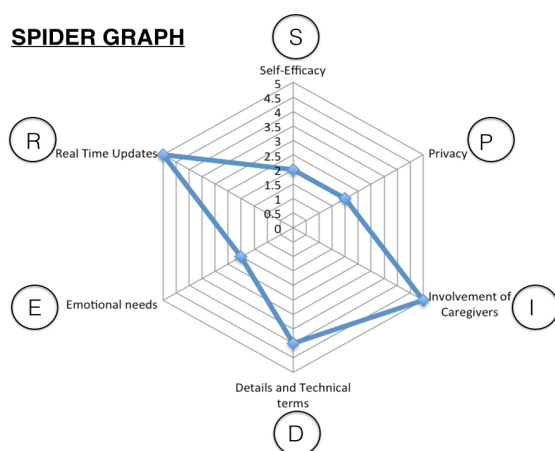 SPIDER GRAPH
S
Self-Efficacy
5
4.5
4
3.5
3
2.5
2
1.5
1
0.5
0
R
Real Time Updates
Privacy
P
E
Emotional needs
Involvement of
Caregivers
I
Details and Technical
terms
D